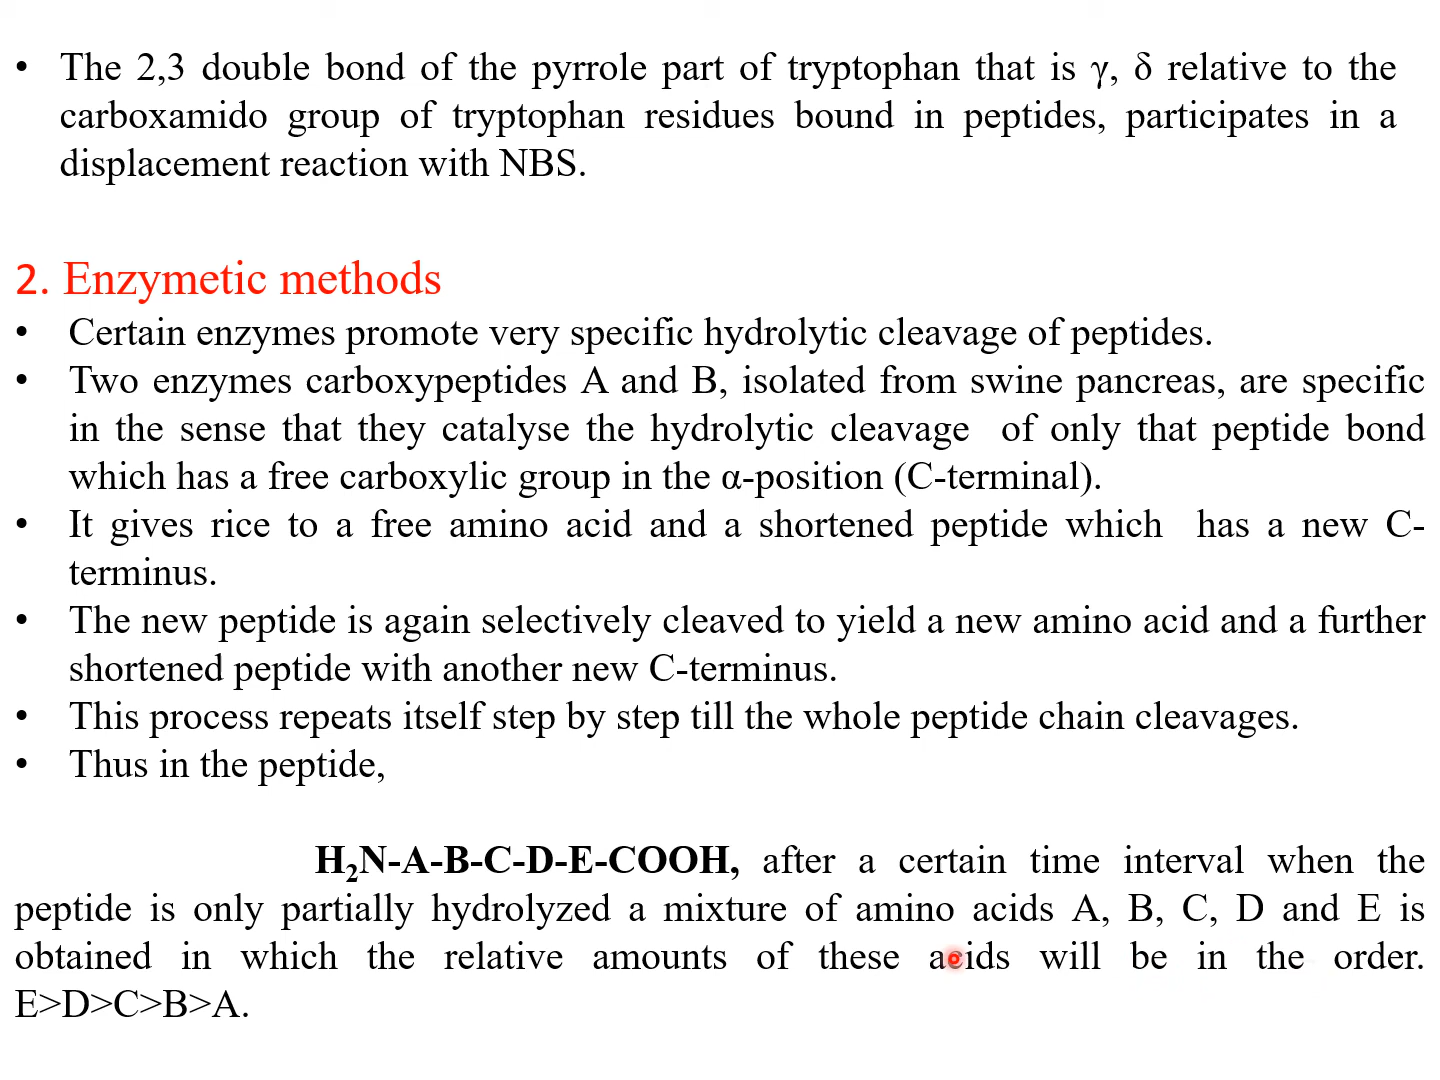 • The 2,3 double bond of the pyrrole part of tryptophan that is γ, δ relative to the
carboxamido group of tryptophan residues bound in peptides, participates in a
displacement reaction with NBS.
2. Enzymetic methods
• Certain enzymes promote very specific hydrolytic cleavage of peptides.
• Two enzymes carboxypeptides A and B, isolated from swine pancreas, are specific
in the sense that they catalyse the hydrolytic cleavage of only that peptide bond
which has a free carboxylic group in the α-position (C-terminal).
• It gives rice to a free amino acid and a shortened peptide which has a new C-
terminus.
• The new peptide is again selectively cleaved to yield a new amino acid and a further
shortened peptide with another new C-terminus.
• This process repeats itself step by step till the whole peptide chain cleavages.
• Thus in the peptide,
H₂N-A-B-C-D-E-COOH, after a certain time interval when the
peptide is only partially hydrolyzed a mixture of amino acids A, B, C, D and E is
obtained in which the relative amounts of these acids will be in the order.
E>D>C>B>A.